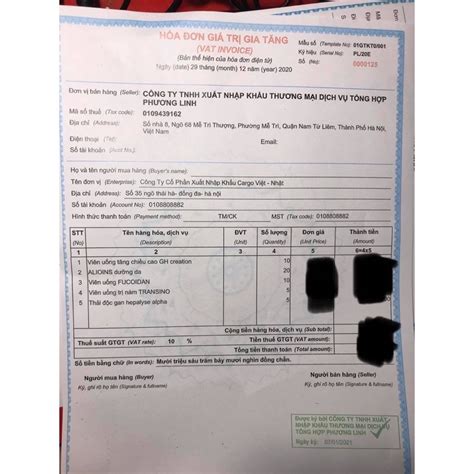 HÓA ĐƠN GIÁ TRỊ GIA TĂNG
(VAT INVOICE)
(Bản thể hiện của hóa đơn điện tử)
Ngày (date) 29 tháng (month) 12 năm (year) 2020
Mẫu số (Template No): 01GTKT0/001
Ký hiệu (Serial No): PL/20E
Số (No): 0000125
Đơn vị bán hàng (Seller): CÔNG TY TNHH XUẤT NHẬP KHẨU THƯƠNG MẠI DỊCH VỤ TỔNG HỢP
PHƯƠNG LINH
Mã số thuế (Tax code): 0109439162
Địa chỉ (Address): Số nhà 8, Ngõ 68 Mễ Trì Thượng, Phường Mễ Trì, Quận Nam Từ Liêm, Thành Phố Hà Nội,
Việt Nam
Điện thoại (Tel): Email:
Số tài khoản (Account No.):
Họ và tên người mua hàng (Buyer's name):
Tên đơn vị (Enterprise): Công Ty Cổ Phần Xuất Nhập Khẩu Cargo Việt - Nhật
Địa chỉ (Address): Số 35 ngõ thái hà- đống đa- hà nội
Số tài khoản (Account No): 0108808882
Hình thức thanh toán (Payment method): TM/CK MST (Tax code): 0108808882
STT (No) Tên hàng hóa, dịch vụ (Description) ĐVT (Unit) Số lượng (Quantity) Đơn giá (Unit Price) Thành tiền (Amount)
1 2 3 4 5 6=4x5
1 Viên uống tăng chiều cao GH creation 10
2 ALIOINS dưỡng da 20
3 Viên uống FUCOIDAN
4 Viên uống trị nám TRANSINO 10
5 Thải độc gan hepalyse alpha 5
Cộng tiền hàng hóa, dịch vụ (Sub total):
Thuế suất GTGT (VAT rate): 10 % Tiền thuế GTGT (VAT amount):
Tổng tiền thanh toán (Total amount):
Số tiền bằng chữ (In words): Mười triệu sáu trăm bảy mươi nghìn đồng chẵn.
Người mua hàng (Buyer) Người bán hàng (Seller)
Ký, ghi rõ họ tên (Signature & fullname) Ký, ghi rõ họ tên (Signature & fullname)
Được ký bởi CÔNG TY TNHH XUẤT
NHẬP KHẨU THƯƠNG MẠI DỊCH VỤ
TỔNG HỢP PHƯƠNG LINH
Ngày ký: 02/01/2021